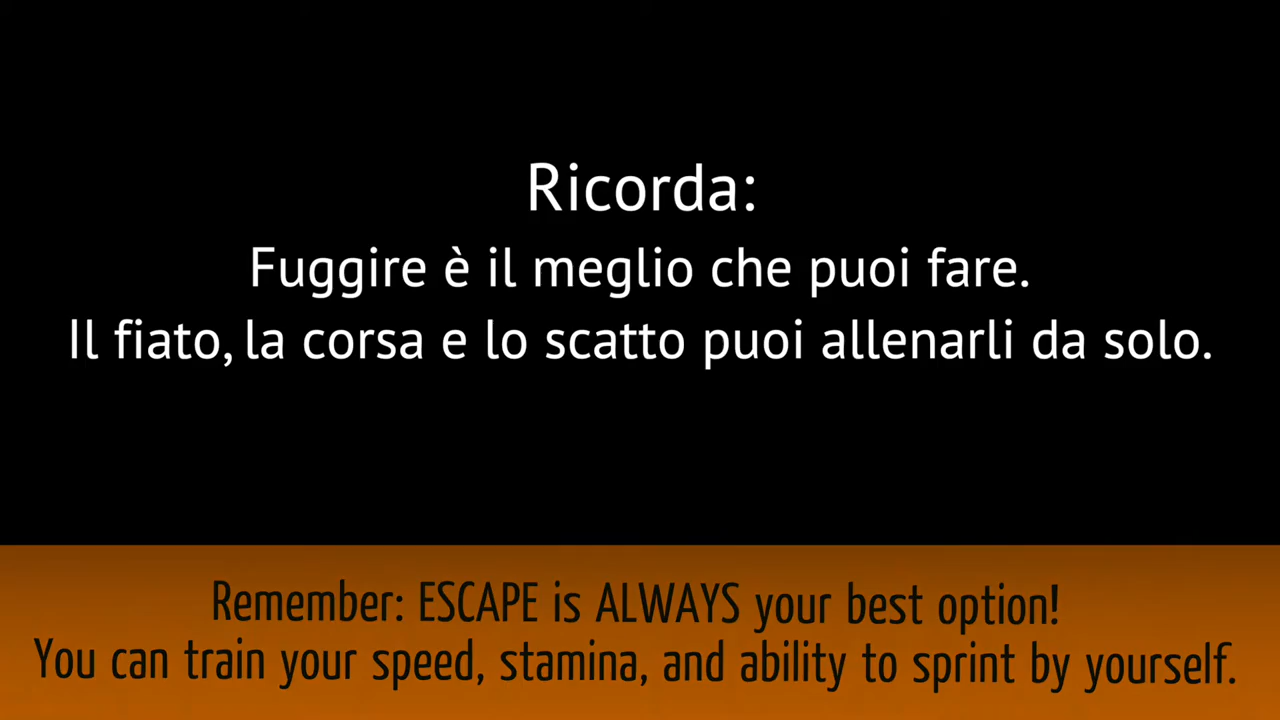 Ricorda:
Fuggire è il meglio che puoi fare.
Il fiato, la corsa e lo scatto puoi allenarli da solo.
Remember: ESCAPE is ALWAYS your best option!
You can train your speed, stamina, and ability to sprint by yourself.